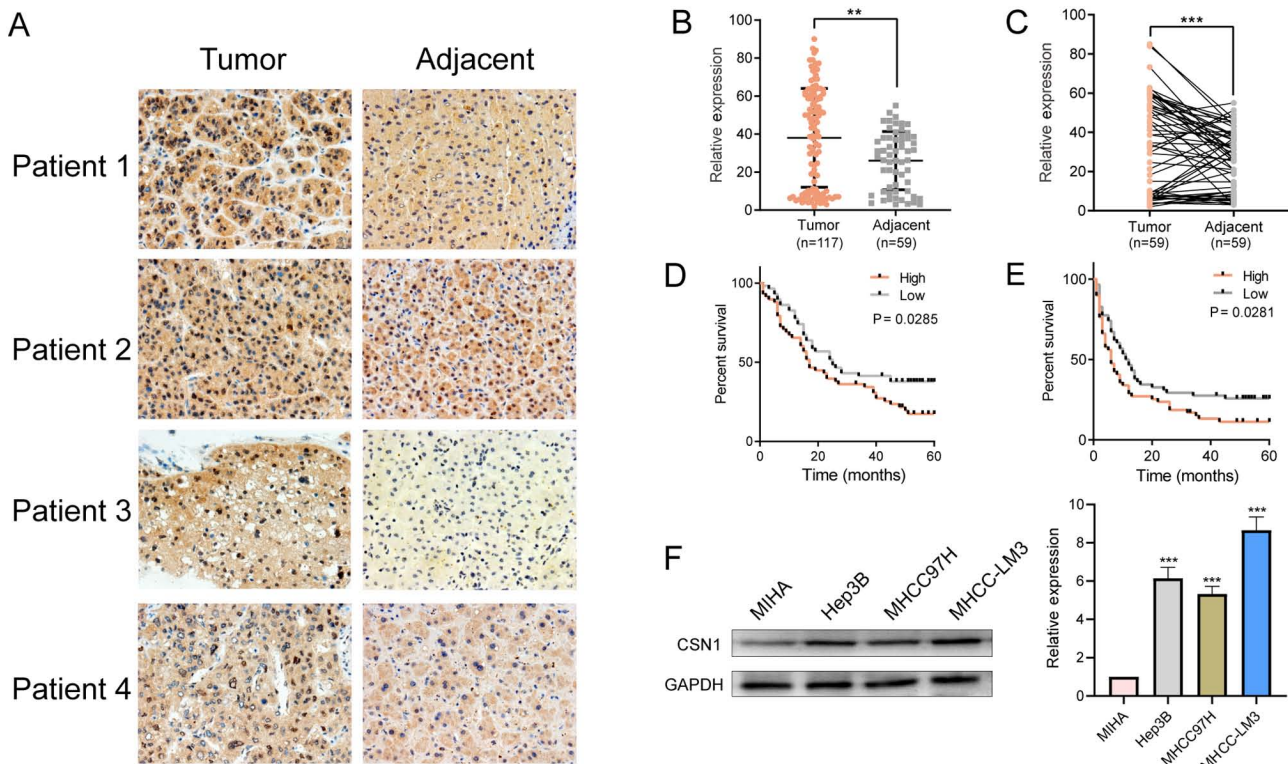 A
Tumor
Adjacent
Patient 1
Patient 2
Patient 3
Patient 4
B
**
Relative expression
100
80
60
40
20
0
Tumor
(n=117)
Adjacent
(n=59)
C
***
Relative expression
100
80
60
40
20
0
Tumor
(n=59)
Adjacent
(n=59)
D
High
Low
P = 0.0285
Percent survival
100
50
0
0
20
40
60
Time (months)
E
High
Low
P = 0.0281
Percent survival
100
50
0
0
20
40
60
Time (months)
F
MIHA
Hep3B
MHCC97H
MHCC-LM3
CSN1
GAPDH
Relative expression
10
8
6
4
2
0
***
***
***
MIHA
Hep3B
MHCC97H
MHCC-LM3